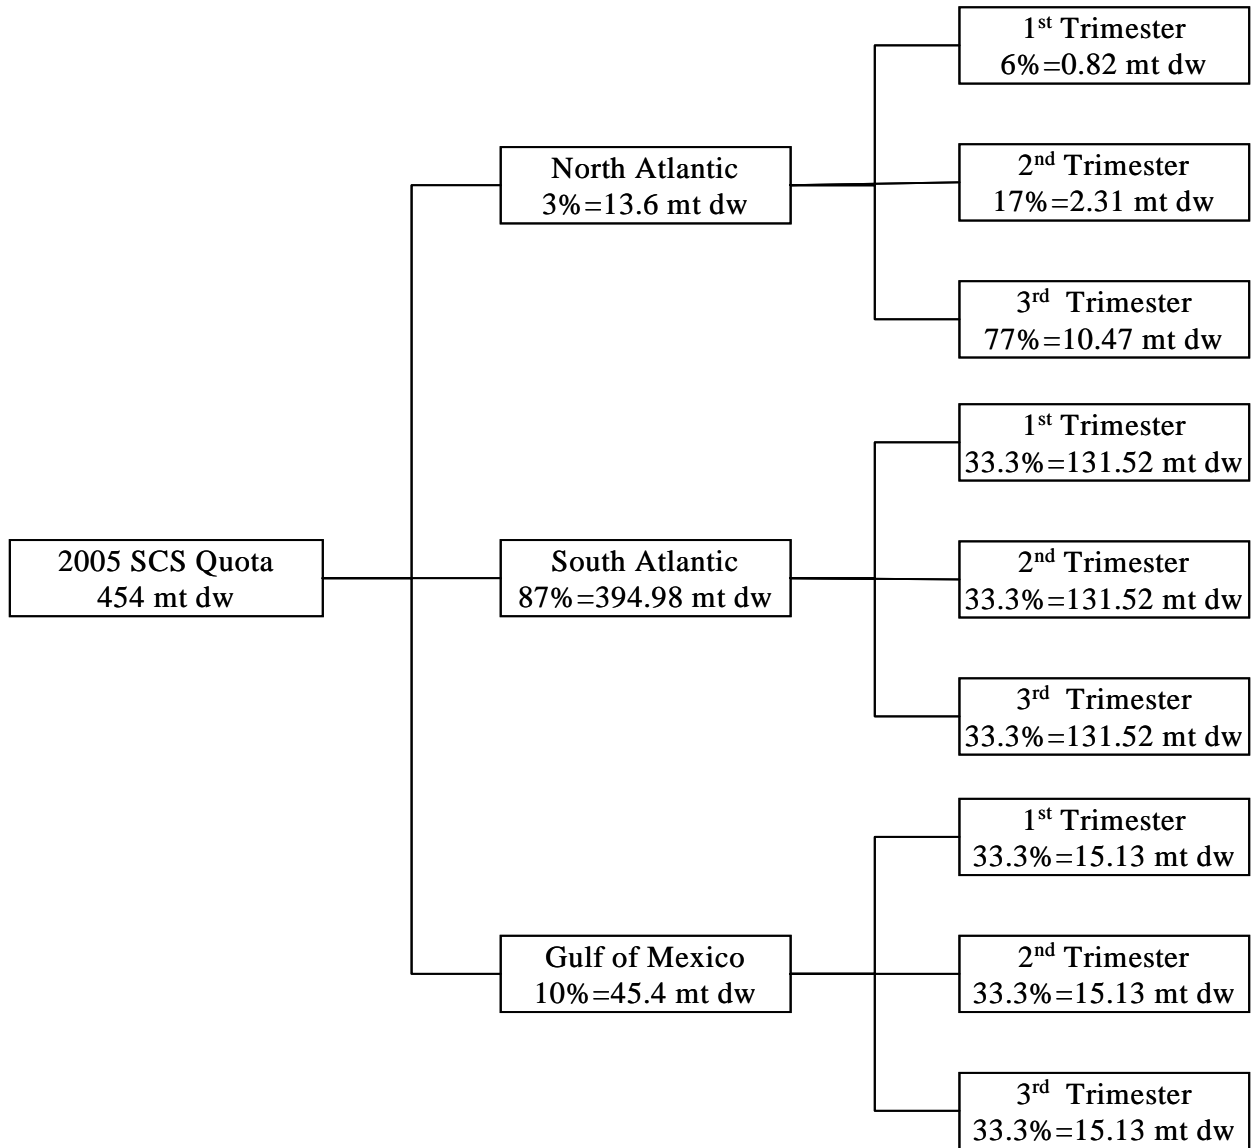 2005 SCS Quota
454 mt dw
North Atlantic
3%=13.6 mt dw
1st Trimester
6%=0.82 mt dw
2nd Trimester
17%=2.31 mt dw
3rd Trimester
77%=10.47 mt dw
South Atlantic
87%=394.98 mt dw
1st Trimester
33.3%=131.52 mt dw
2nd Trimester
33.3%=131.52 mt dw
3rd Trimester
33.3%=131.52 mt dw
Gulf of Mexico
10%=45.4 mt dw
1st Trimester
33.3%=15.13 mt dw
2nd Trimester
33.3%=15.13 mt dw
3rd Trimester
33.3%=15.13 mt dw